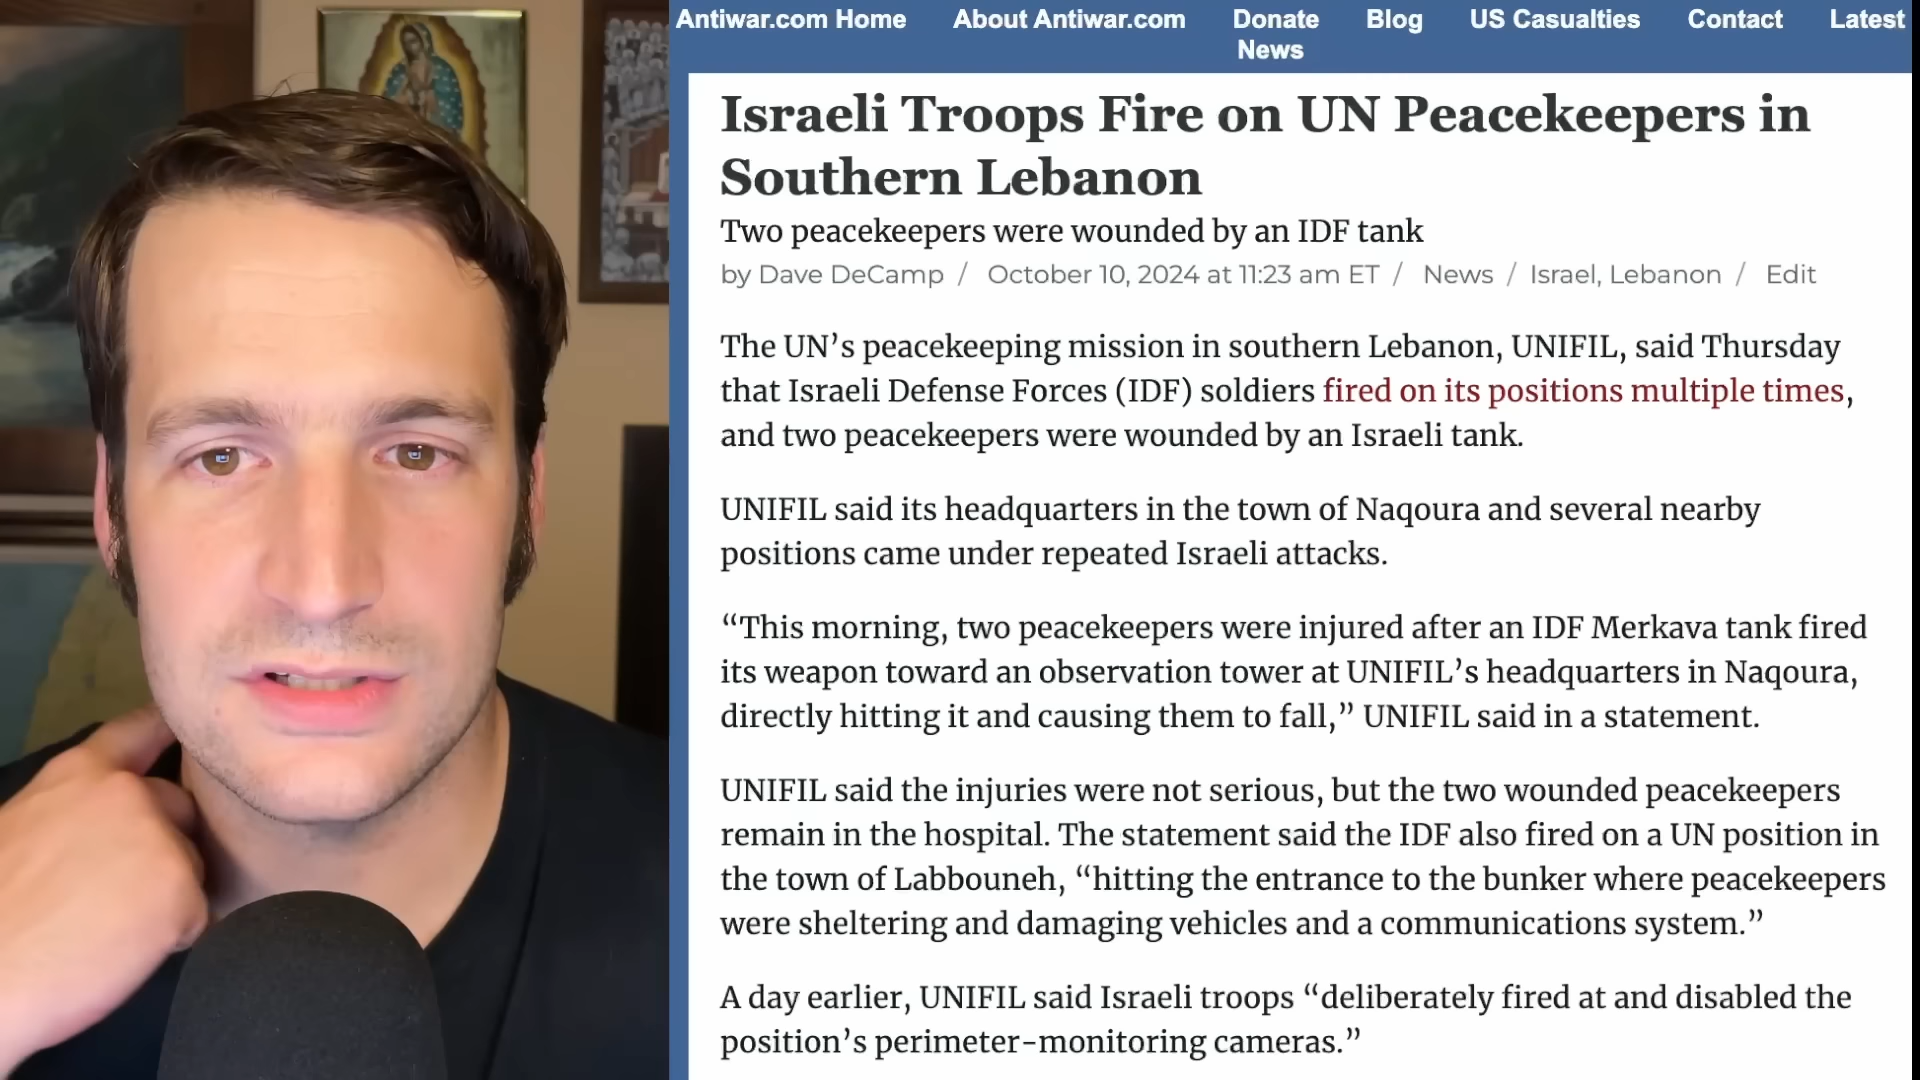 Antiwar.com Home About Antiwar.com Donate Blog US Casualties Contact Latest
News
Israeli Troops Fire on UN Peacekeepers in
Southern Lebanon
Two peacekeepers were wounded by an IDF tank
by Dave DeCamp / October 10, 2024 at 11:23 am ET / News / Israel, Lebanon / Edit
The UN’s peacekeeping mission in southern Lebanon, UNIFIL, said Thursday
that Israeli Defense Forces (IDF) soldiers fired on its positions multiple times,
and two peacekeepers were wounded by an Israeli tank.
UNIFIL said its headquarters in the town of Naqoura and several nearby
positions came under repeated Israeli attacks.
“This morning, two peacekeepers were injured after an IDF Merkava tank fired
its weapon toward an observation tower at UNIFIL’s headquarters in Naqoura,
directly hitting it and causing them to fall,” UNIFIL said in a statement.
UNIFIL said the injuries were not serious, but the two wounded peacekeepers
remain in the hospital. The statement said the IDF also fired on a UN position in
the town of Labbouneh, “hitting the entrance to the bunker where peacekeepers
were sheltering and damaging vehicles and a communications system.”
A day earlier, UNIFIL said Israeli troops “deliberately fired at and disabled the
position’s perimeter-monitoring cameras.”